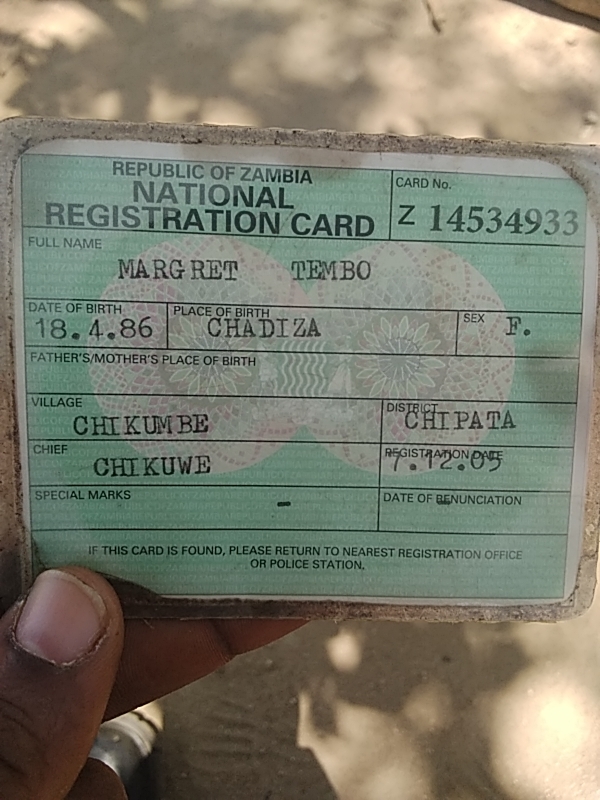 REPUBLIC OF ZAMBIA
NATIONAL
REGISTRATION CARD
CARD No.
Z 14534933
FULL NAME
MARGRET TEMBO
DATE OF BIRTH
18.4.86
PLACE OF BIRTH
CHADIZA
SEX
F.
FATHER'S/MOTHER'S PLACE OF BIRTH
VILLAGE
CHIKUMBE
DISTRICT
CHIPATA
CHIEF
CHIKUWE
REGISTRATION DATE
7.12.05
SPECIAL MARKS
-
DATE OF RENUNCIATION
-
IF THIS CARD IS FOUND, PLEASE RETURN TO NEAREST REGISTRATION OFFICE
OR POLICE STATION.